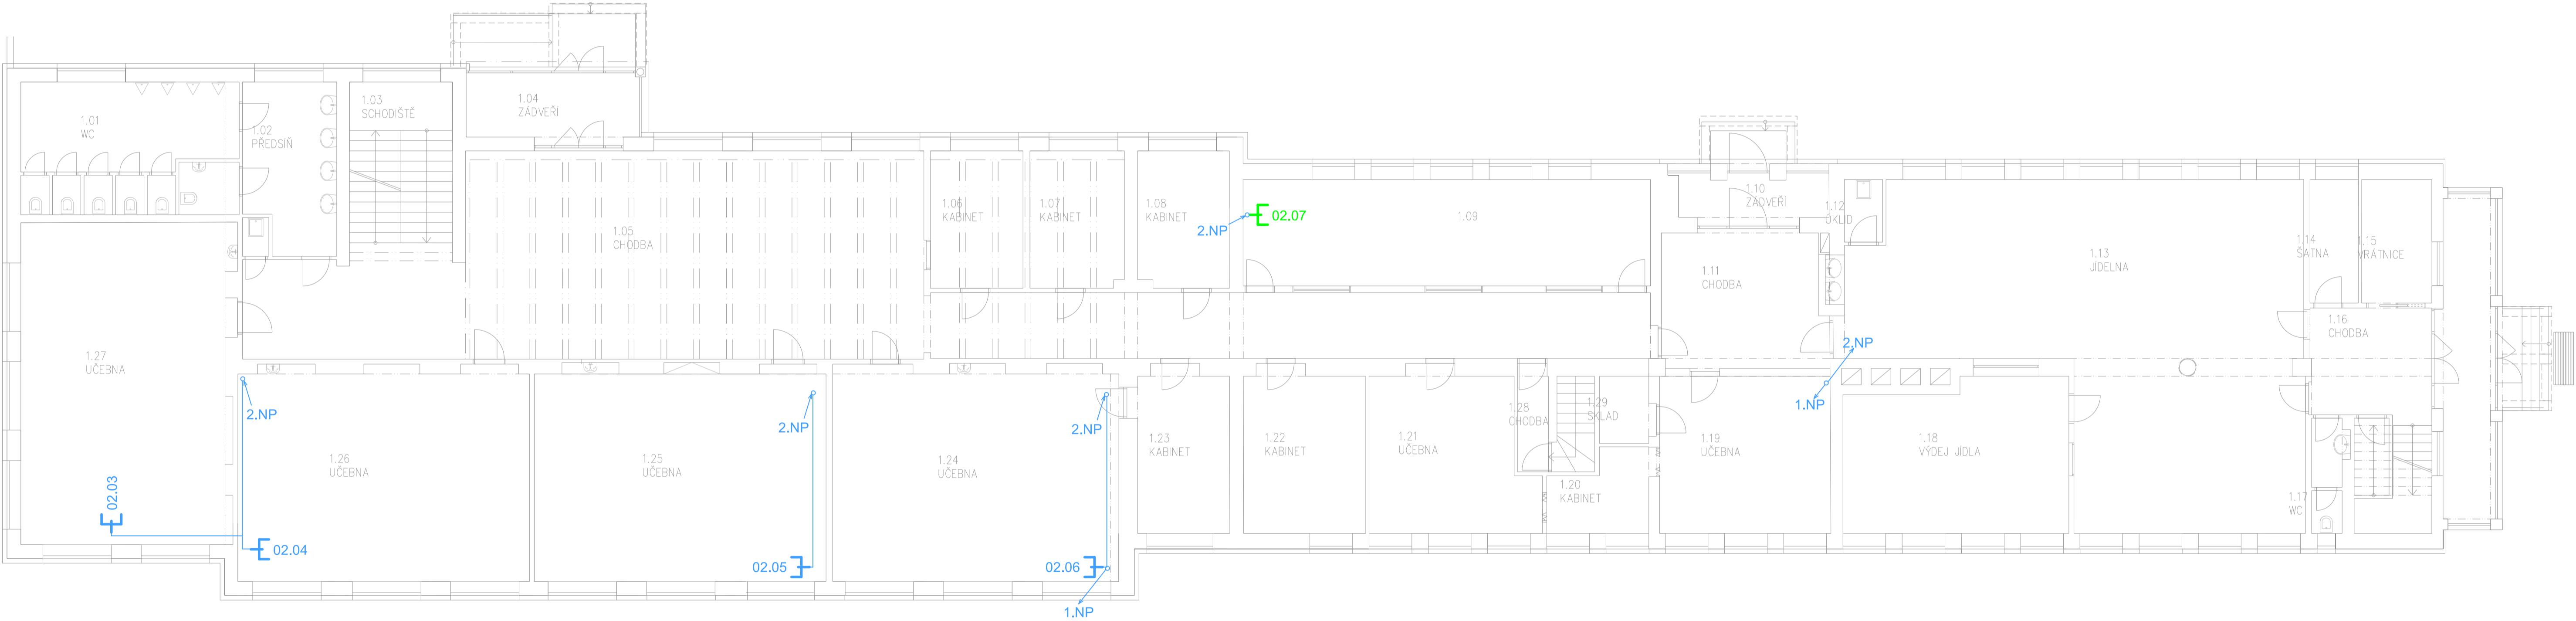 1.01
WC
1.02
PŘEDSÍŇ
1.03
SCHODIŠTĚ
1.04
ZÁDVEŘÍ
1.05
CHODBA
1.06
KABINET
1.07
KABINET
1.08
KABINET
2.NP
02.07
1.09
1.10
ZÁDVEŘÍ
1.11
CHODBA
1.12
ÚKLID
1.13
JÍDELNA
1.14
ŠATNA
1.15
VRÁTNICE
1.16
CHODBA
1.27
UČEBNA
02.03
2.NP
02.04
1.26
UČEBNA
1.25
UČEBNA
2.NP
02.05
1.24
UČEBNA
2.NP
02.06
1.NP
1.23
KABINET
1.22
KABINET
1.21
UČEBNA
1.28
CHODBA
1.29
SKLAD
1.20
KABINET
1.19
UČEBNA
2.NP
1.NP
1.18
VÝDEJ JÍDLA
1.17
WC